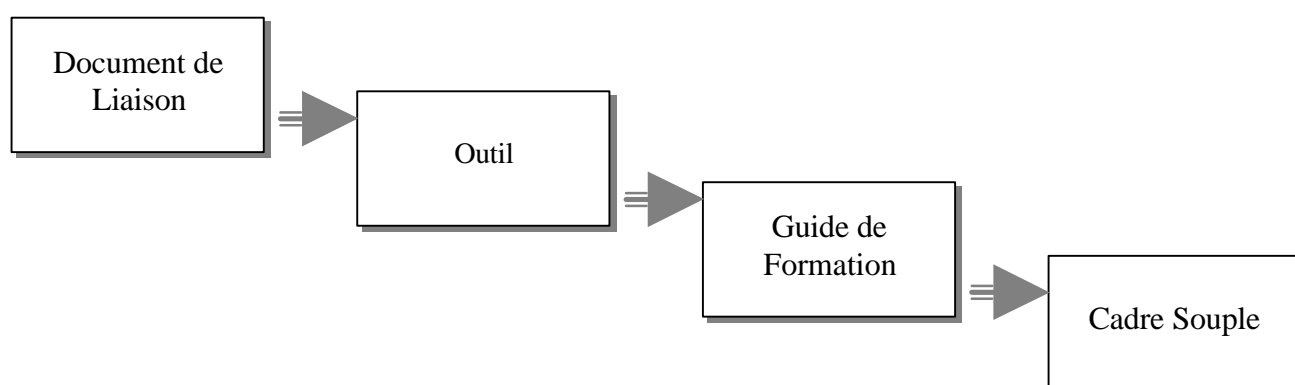 Document de
Liaison
Outil
Guide de
Formation
Cadre Souple